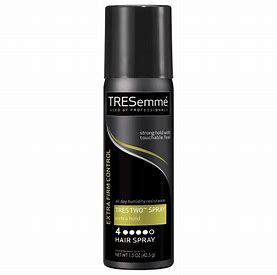 TRESemmé
USED BY PROFESSIONALS
strong hold with
touchable feel
EXTRA FIRM CONTROL
all day humidity resistance
TRES TWO™ SPRAY
extra hold
4
HAIR SPRAY
NET WT 1.5 OZ (42.5g)